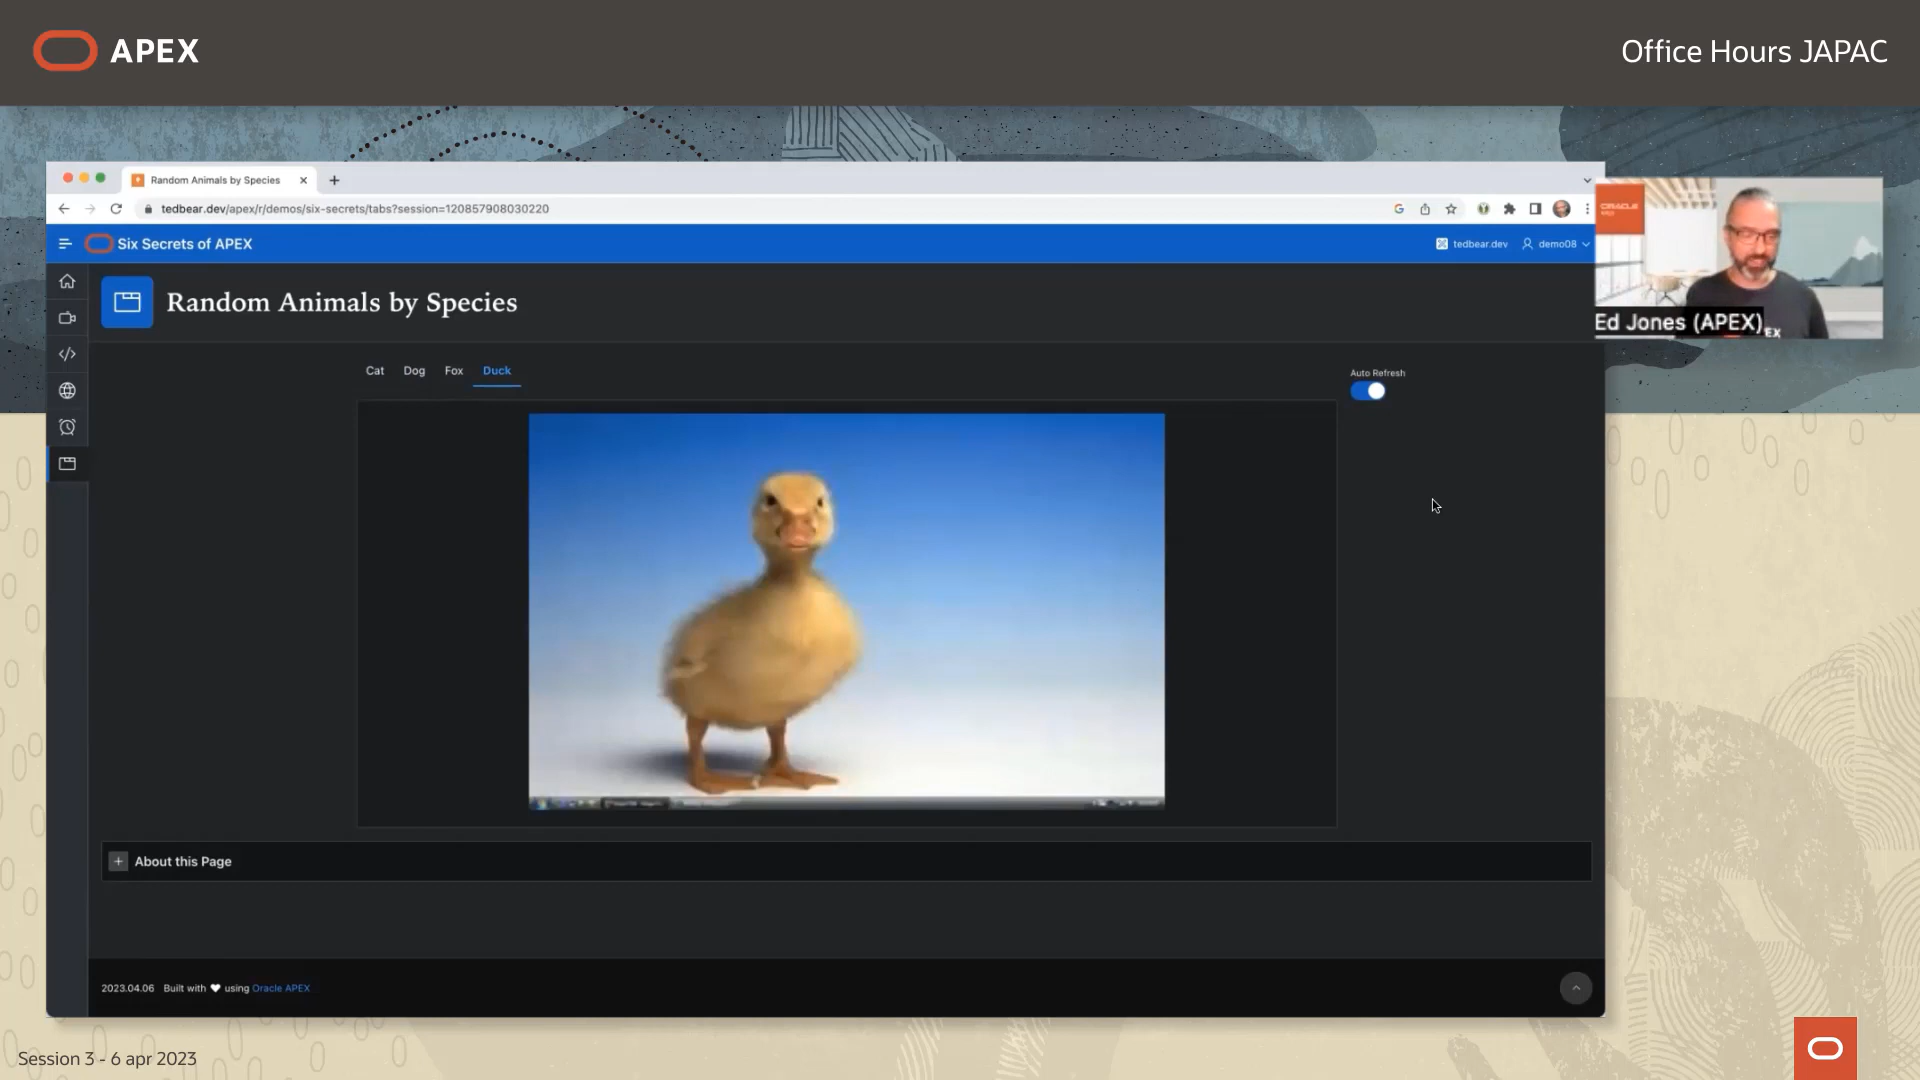 APEX
Office Hours JAPAC
Random Animals by Species
tedbear.dev/apex/r/demos/six-secrets/tabs?session=120857908030220
Six Secrets of APEX
tedbear.dev
demo08
ORACLE
Random Animals by Species
Ed Jones (APEX)
EX
Cat
Dog
Fox
Duck
Auto Refresh
About this Page
2023.04.06
Built with ♥ using Oracle APEX
Session 3 - 6 apr 2023